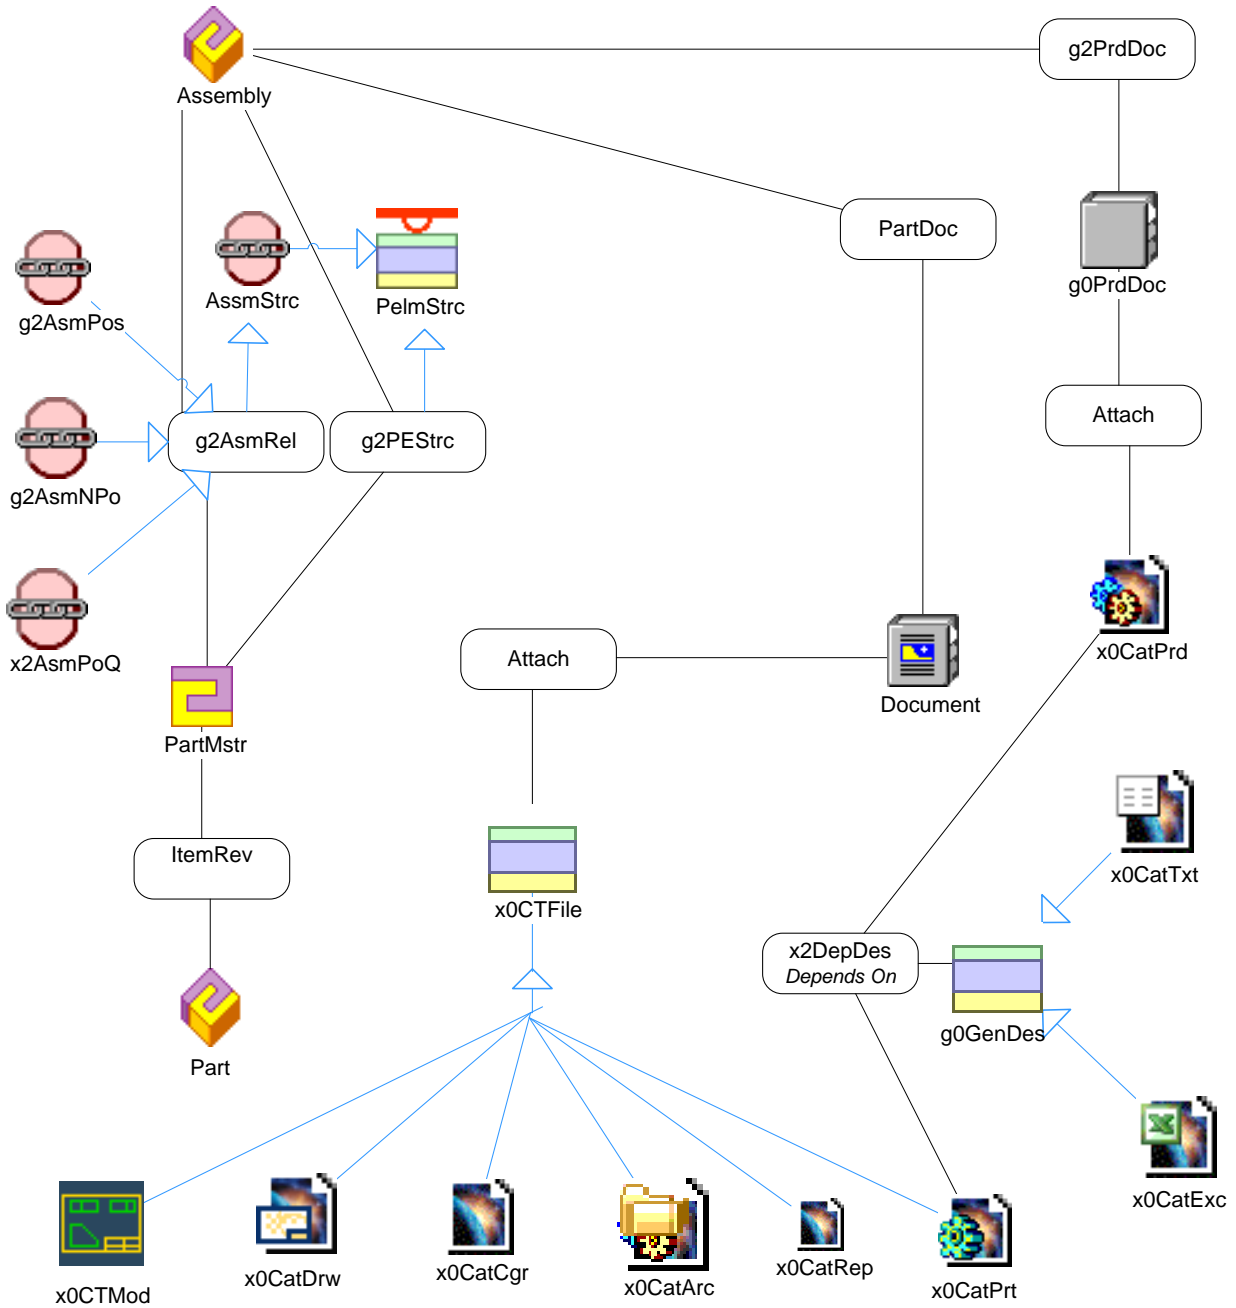 g2PrdDoc
Assembly
PartDoc
g0PrdDoc
AssmStrc
PelmStrc
g2AsmPos
Attach
g2AsmRel
g2PEStrc
g2AsmNPo
x0CatPrd
x2AsmPoQ
Attach
Document
PartMstr
ItemRev
x0CatTxt
x0CTFile
x2DepDes
Depends On
g0GenDes
Part
x0CatExc
x0CatDrw
x0CatCgr
x0CatRep
x0CatArc
x0CatPrt
x0CTMod